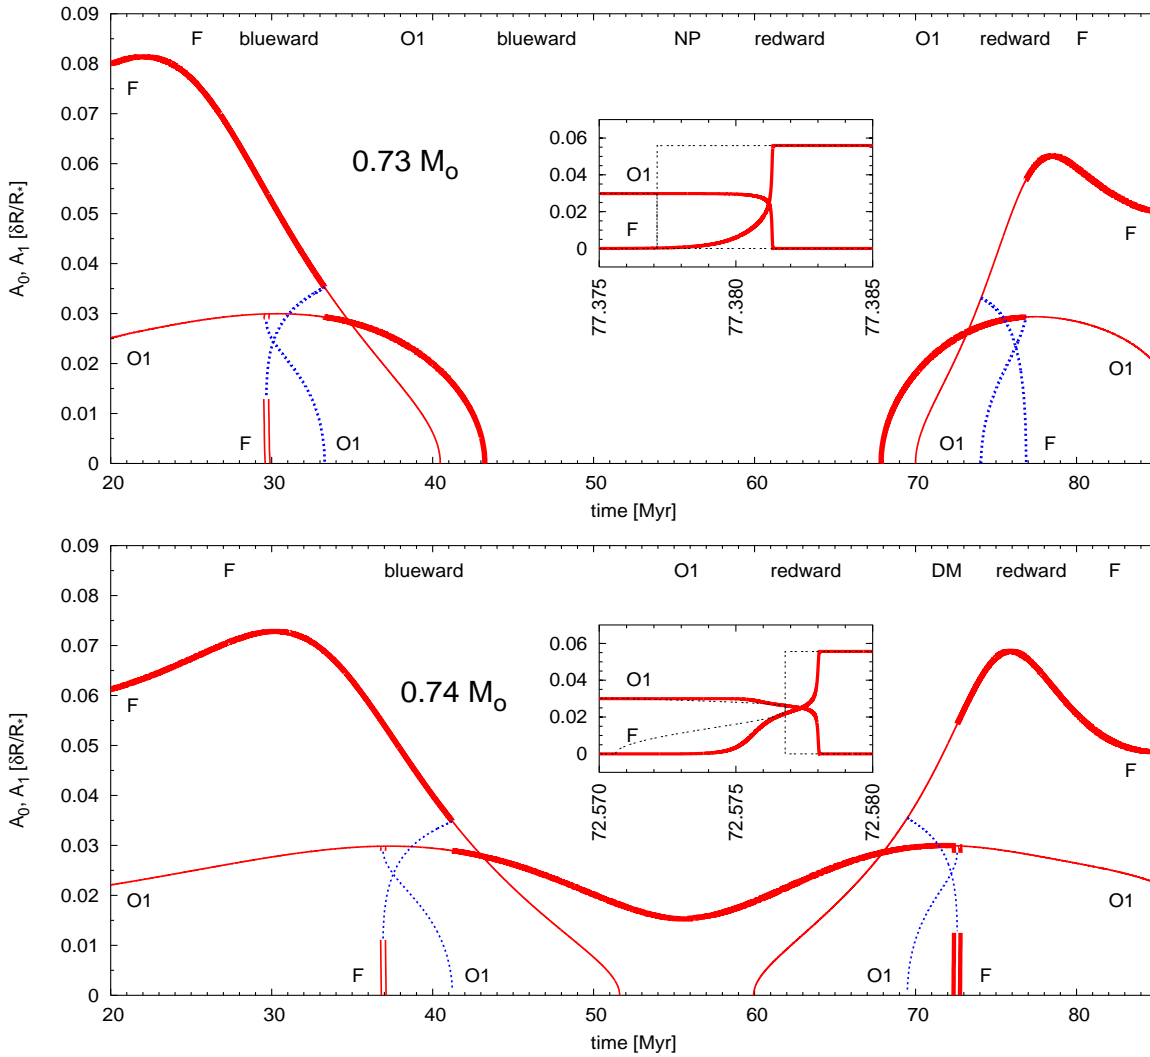 F blueward O1 blueward NP redward O1 redward F
0.09
0.08
0.07
0.06
0.05
0.04
0.03
0.02
0.01
0
A0, A1 [δR/R*]
F
0.73 Mo
O1
F
O1
0.06
0.04
0.02
0
O1
F
77.375
77.380
77.385
F
O1
O1
F
20 30 40 50 60 70 80
time [Myr]
F blueward O1 redward DM redward F
0.09
0.08
0.07
0.06
0.05
0.04
0.03
0.02
0.01
0
A0, A1 [δR/R*]
F
0.74 Mo
O1
F
O1
0.06
0.04
0.02
0
O1
F
72.570
72.575
72.580
F
O1
O1
F
20 30 40 50 60 70 80
time [Myr]